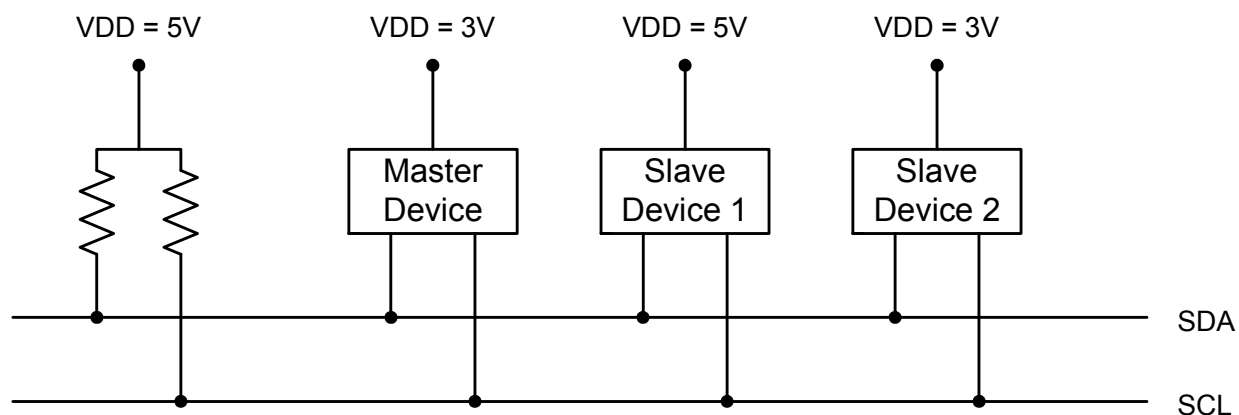 VDD = 5V
VDD = 3V
VDD = 5V
VDD = 3V
Master
Device
Slave
Device 1
Slave
Device 2
SDA
SCL